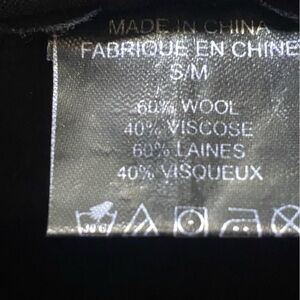 MADE IN CHINA
FABRIQUE EN CHINE
S/M
60% WOOL
40% VISCOSE
60% LAINES
40% VISQUEUX